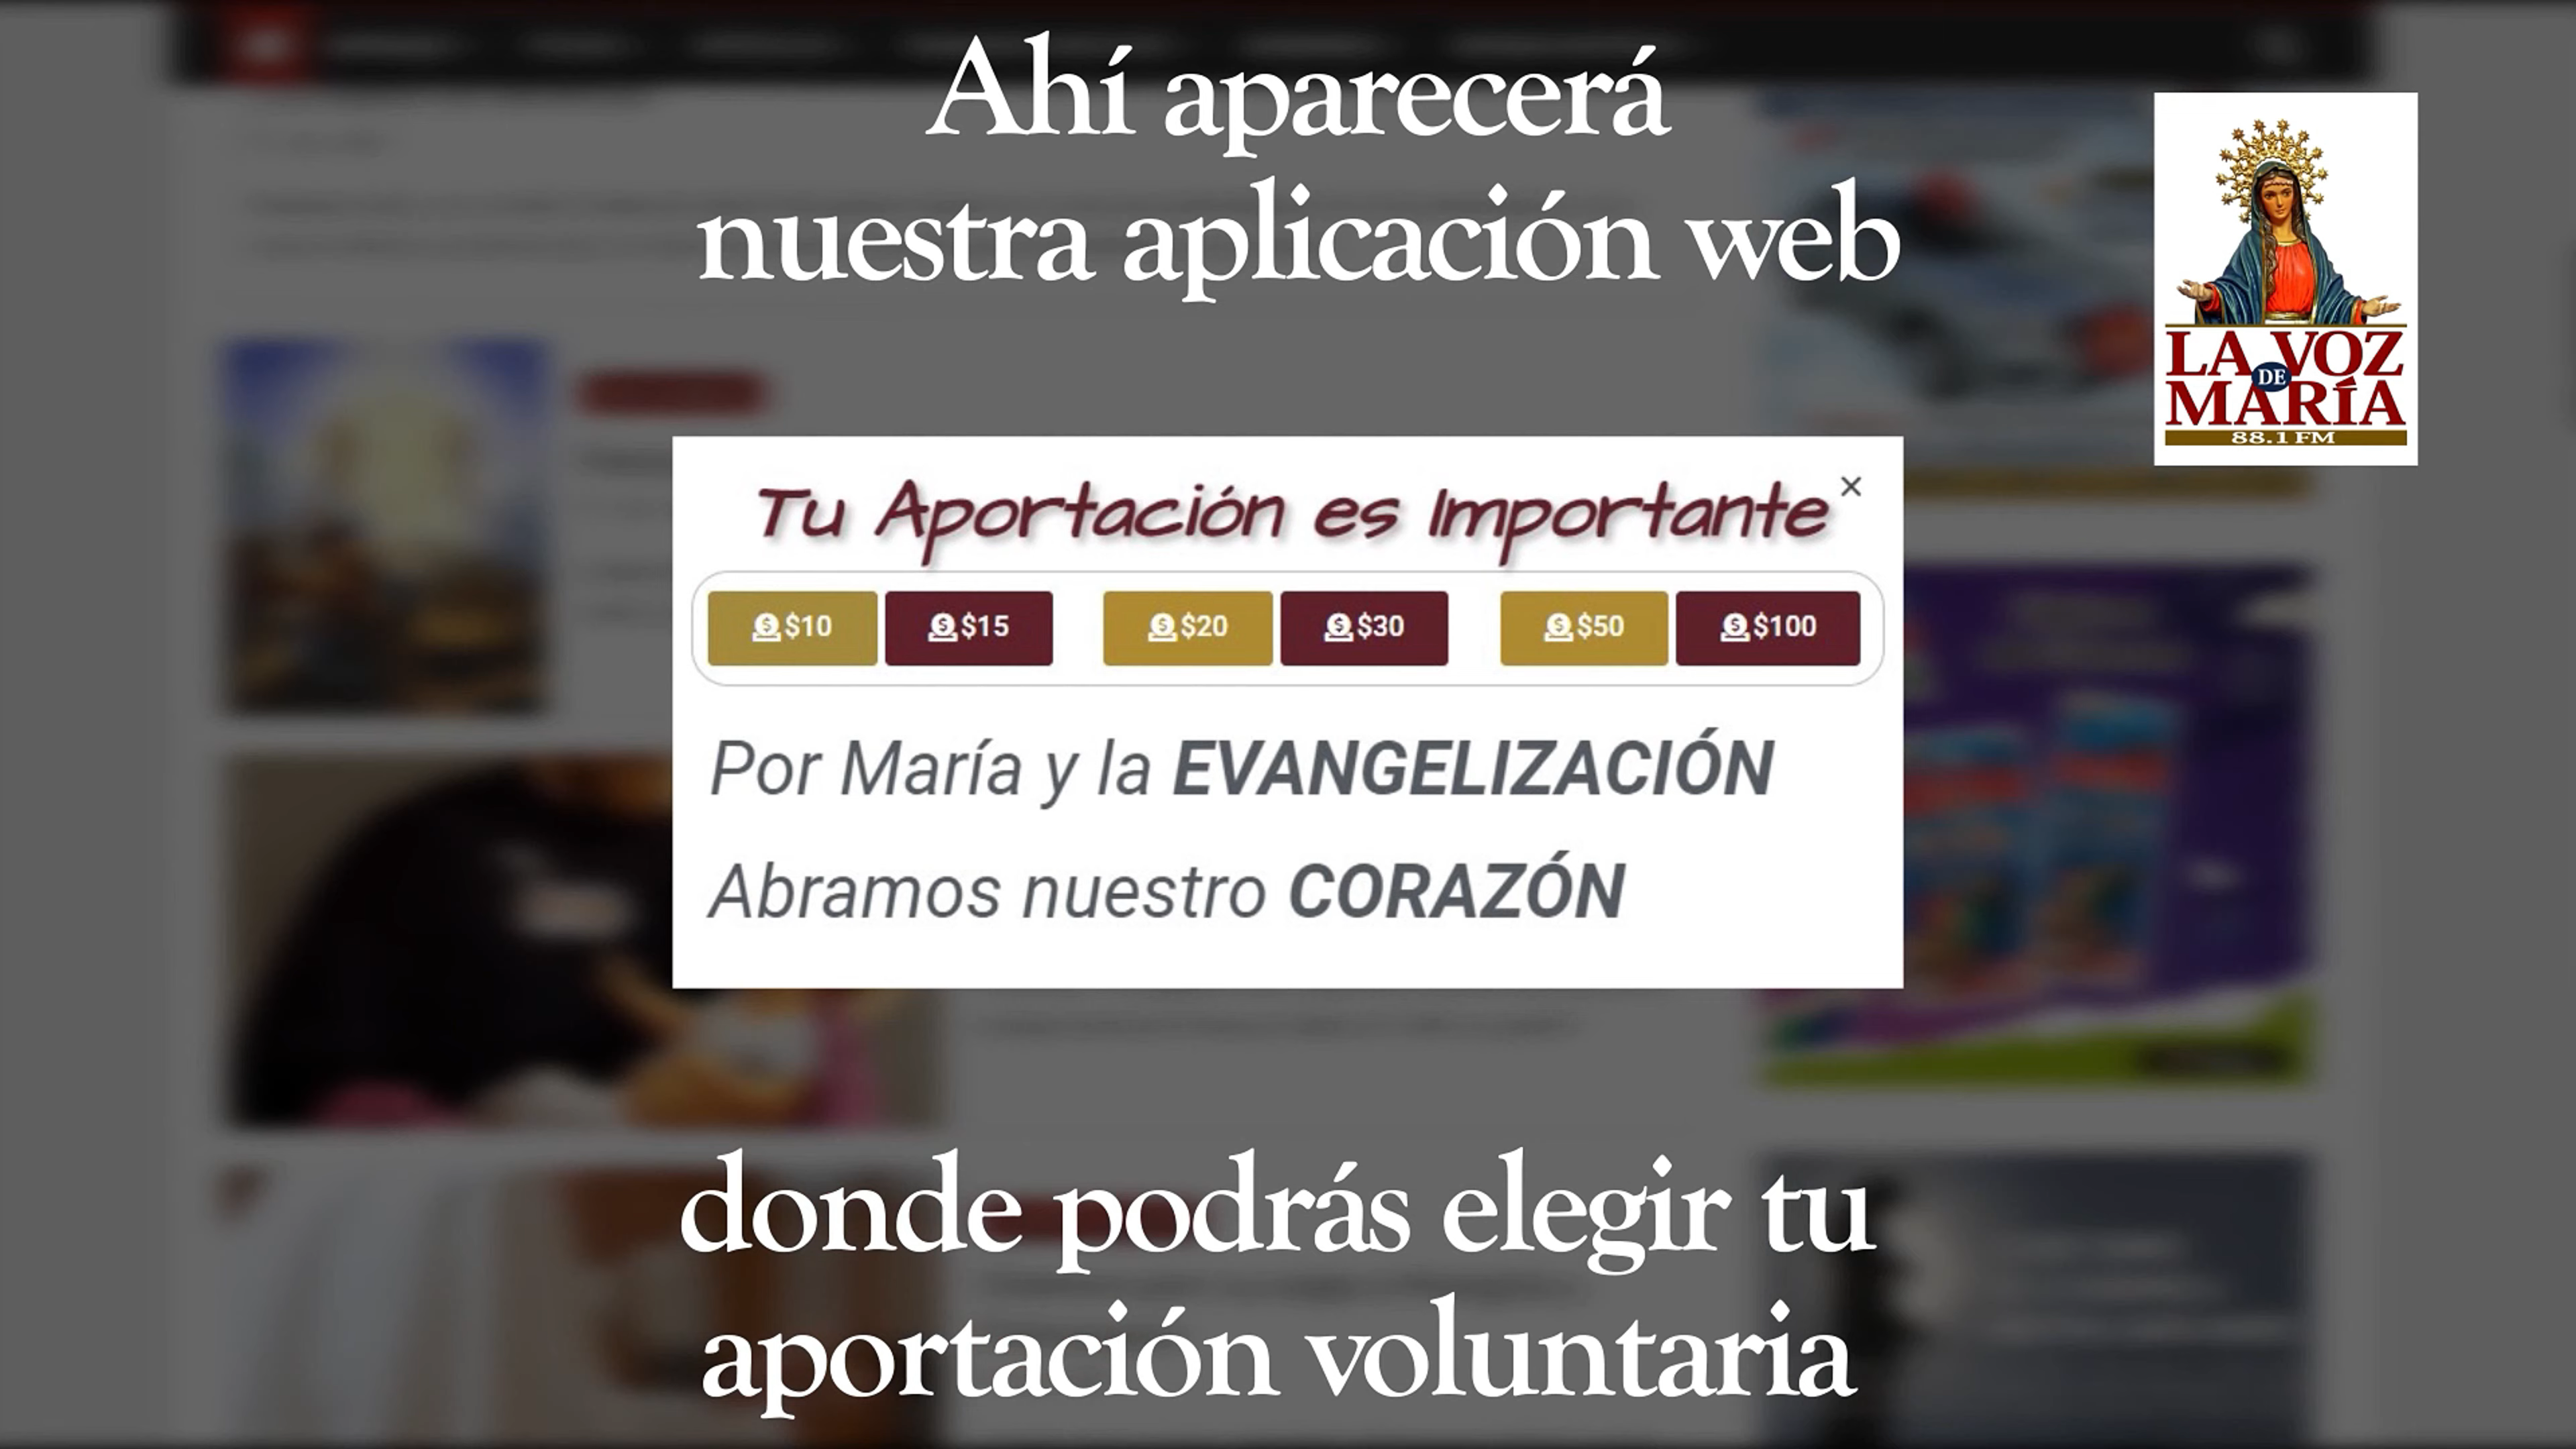 Ahí aparecerá
nuestra aplicación web
LA VOZ
DE
MARÍA
88.1 FM
Tu Aportación es Importante
$10 $15 $20 $30 $50 $100
Por María y la EVANGELIZACIÓN
Abramos nuestro CORAZÓN
donde podrás elegir tu
aportación voluntaria